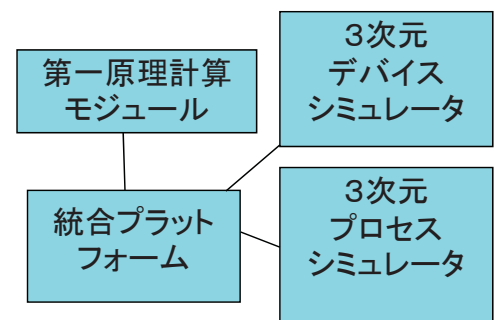 第一原理計算
モジュール
３次元
デバイス
シミュレータ
統合プラット
フォーム
３次元
プロセス
シミュレータ